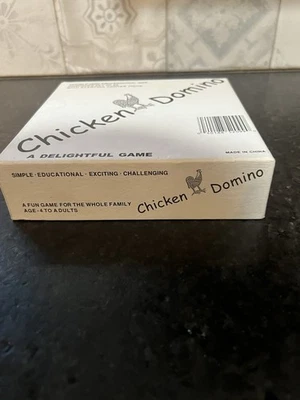 Chicken Domino
A DELIGHTFUL GAME
MADE IN CHINA
SIMPLE · EDUCATIONAL · EXCITING · CHALLENGING
A FUN GAME FOR THE WHOLE FAMILY
AGE - 4 TO ADULTS
Chicken Domino